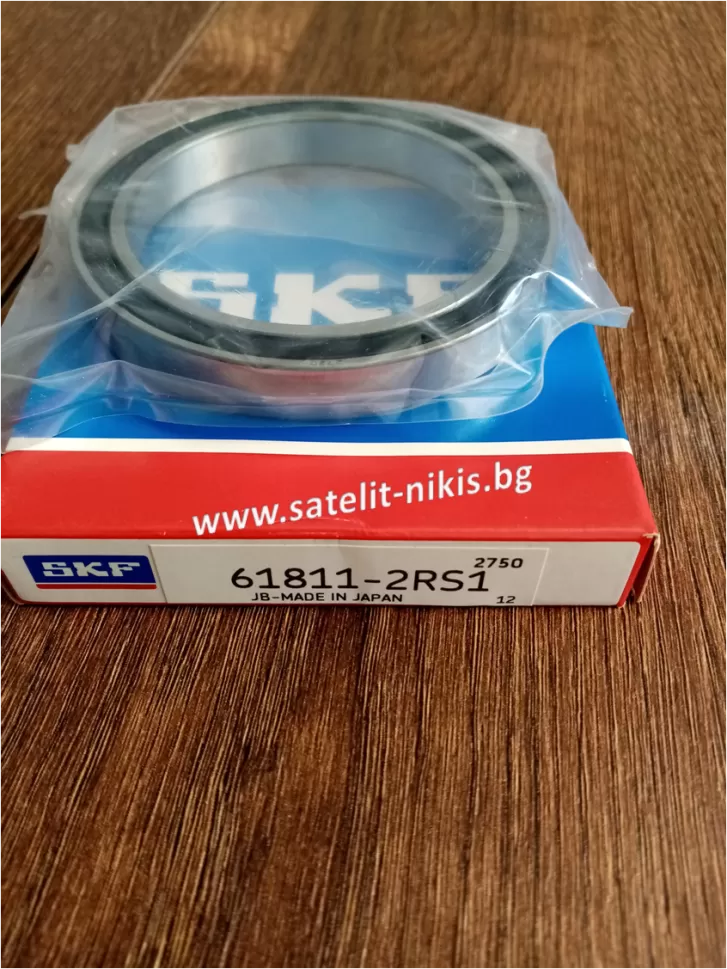 SKF
www.satelit-nikis.bg
SKF
2750
61811-2RS1
JB-MADE IN JAPAN
12